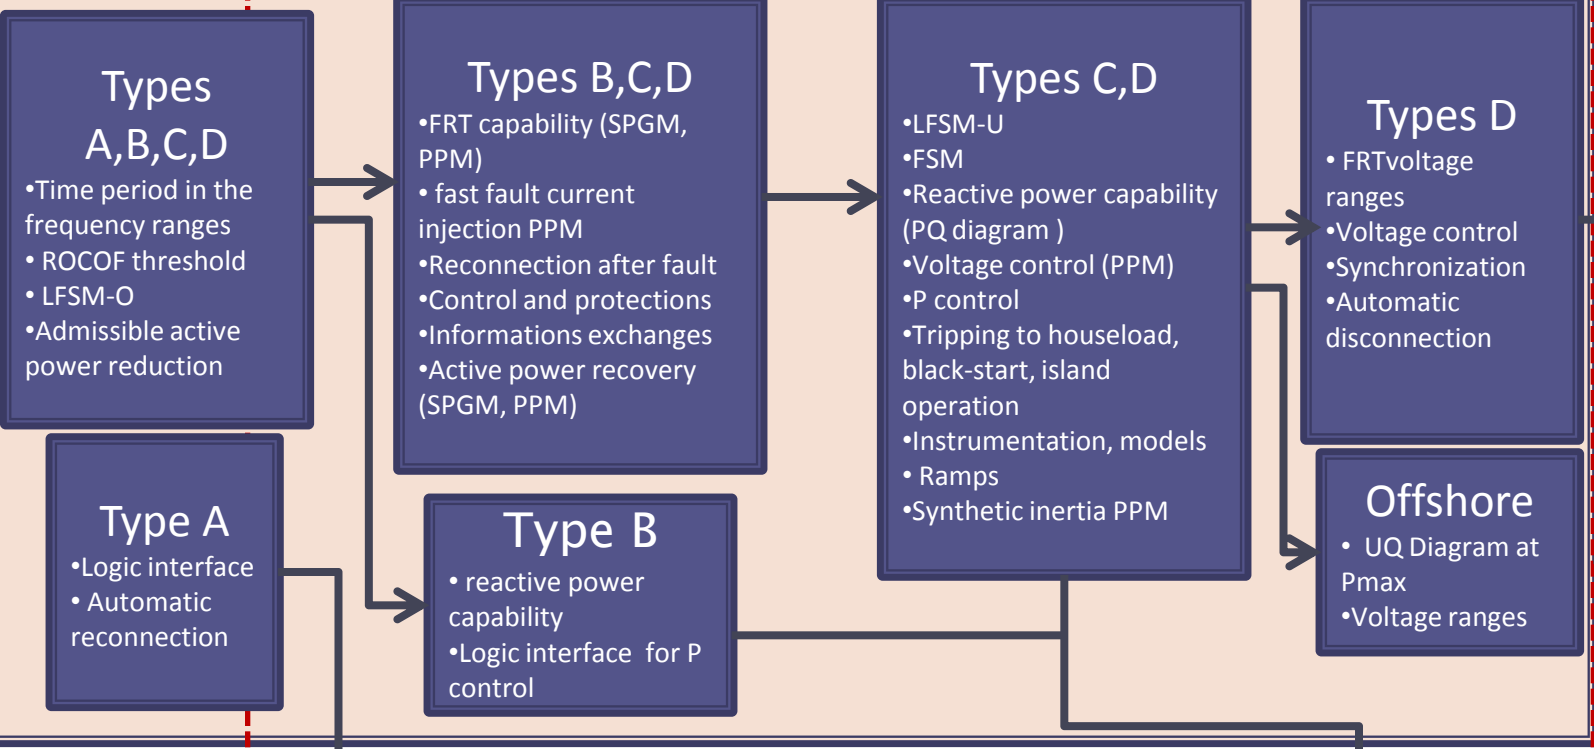 Types
A,B,C,D
•Time period in the
frequency ranges
• ROCOF threshold
• LFSM-O
•Admissible active
power reduction
Type A
•Logic interface
• Automatic
reconnection
Types B,C,D
•FRT capability (SPGM,
PPM)
• fast fault current
injection PPM
•Reconnection after fault
•Control and protections
•Informations exchanges
•Active power recovery
(SPGM, PPM)
Type B
• reactive power
capability
•Logic interface for P
control
Types C,D
•LFSM-U
•FSM
•Reactive power capability
(PQ diagram )
•Voltage control (PPM)
•P control
•Tripping to houseload,
black-start, island
operation
•Instrumentation, models
• Ramps
•Synthetic inertia PPM
Types D
• FRTvoltage
ranges
•Voltage control
•Synchronization
•Automatic
disconnection
Offshore
• UQ Diagram at
Pmax
•Voltage ranges